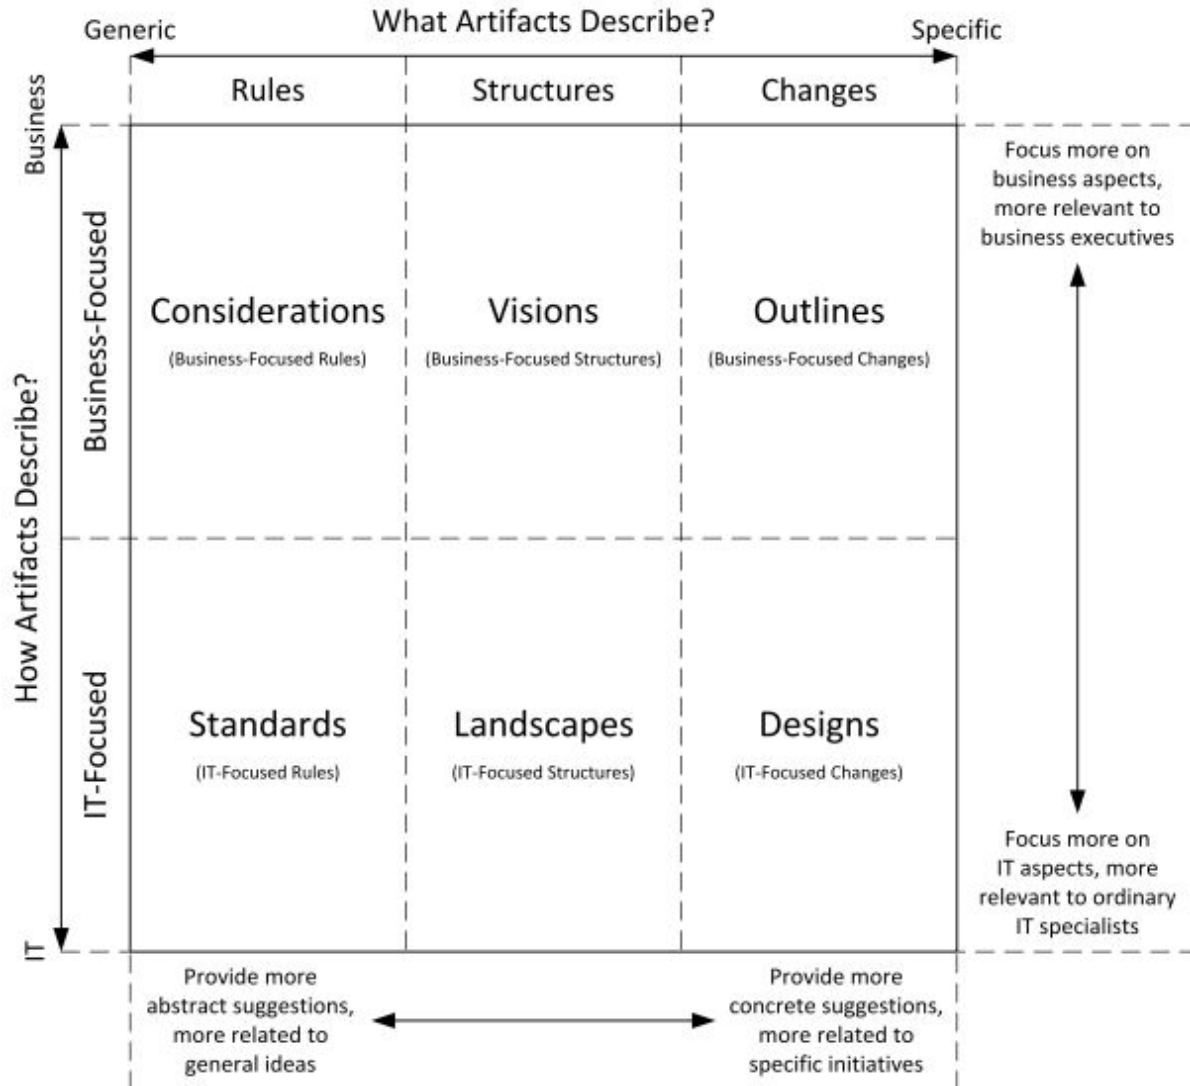 What Artifacts Describe?
Generic
Specific
Rules
Structures
Changes
Business
How Artifacts Describe?
Business-Focused
Considerations
(Business-Focused Rules)
Visions
(Business-Focused Structures)
Outlines
(Business-Focused Changes)
Focus more on
business aspects,
more relevant to
business executives
IT-Focused
Standards
(IT-Focused Rules)
Landscapes
(IT-Focused Structures)
Designs
(IT-Focused Changes)
Focus more on
IT aspects, more
relevant to ordinary
IT specialists
IT
Provide more
abstract suggestions,
more related to
general ideas
Provide more
concrete suggestions,
more related to
specific initiatives